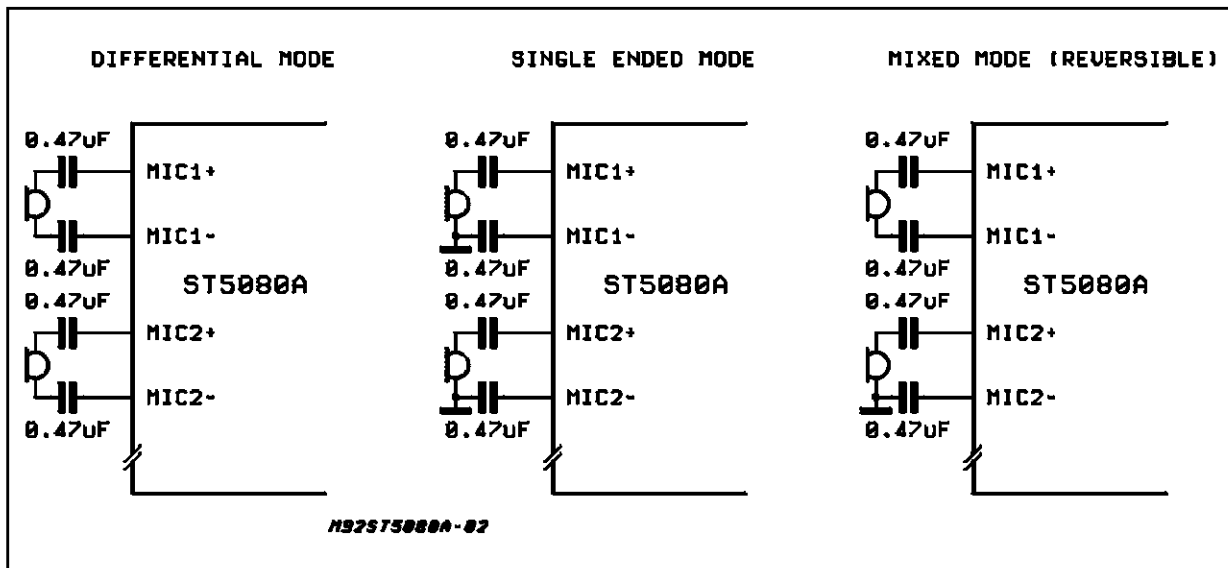 DIFFERENTIAL MODE
0.47uF
MIC1+
MIC1-
0.47uF
ST5080A
0.47uF
MIC2+
MIC2-
0.47uF
SINGLE ENDED MODE
0.47uF
MIC1+
MIC1-
0.47uF
ST5080A
0.47uF
MIC2+
MIC2-
0.47uF
MIXED MODE (REVERSIBLE)
0.47uF
MIC1+
MIC1-
0.47uF
ST5080A
0.47uF
MIC2+
MIC2-
0.47uF
M92ST5080A-02